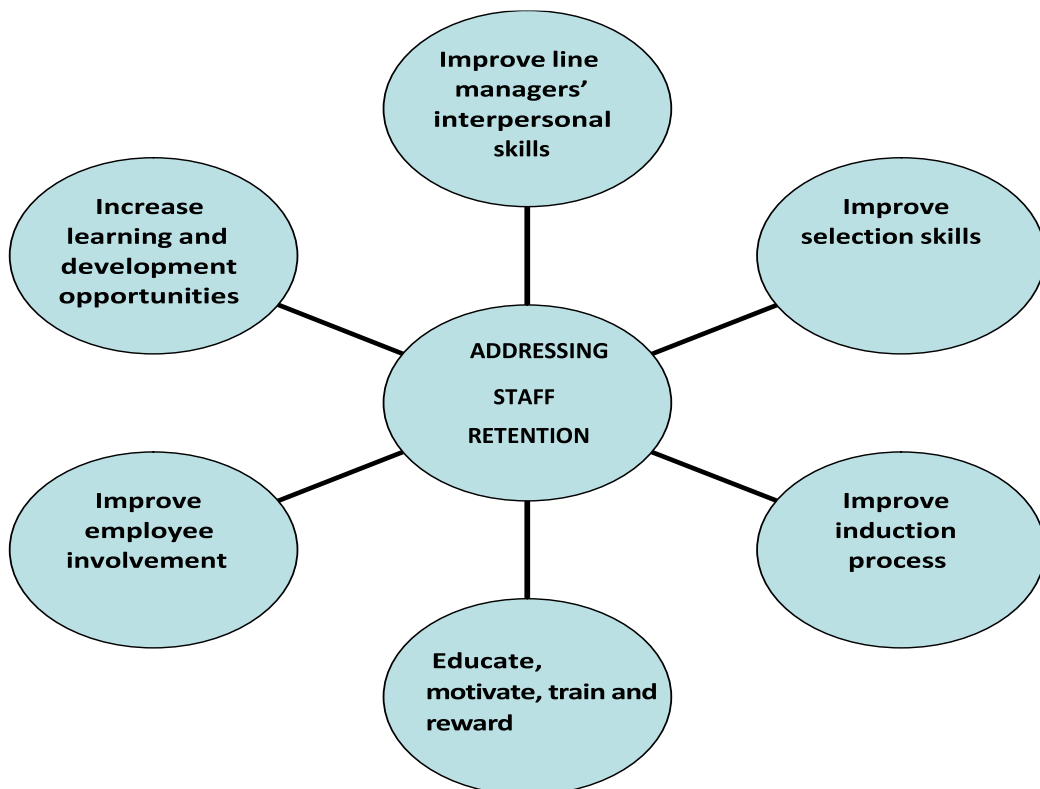 Improve line
managers’
interpersonal
skills
Increase
learning and
development
opportunities
Improve
selection skills
ADDRESSING
STAFF
RETENTION
Improve
employee
involvement
Improve
induction
process
Educate,
motivate, train and
reward